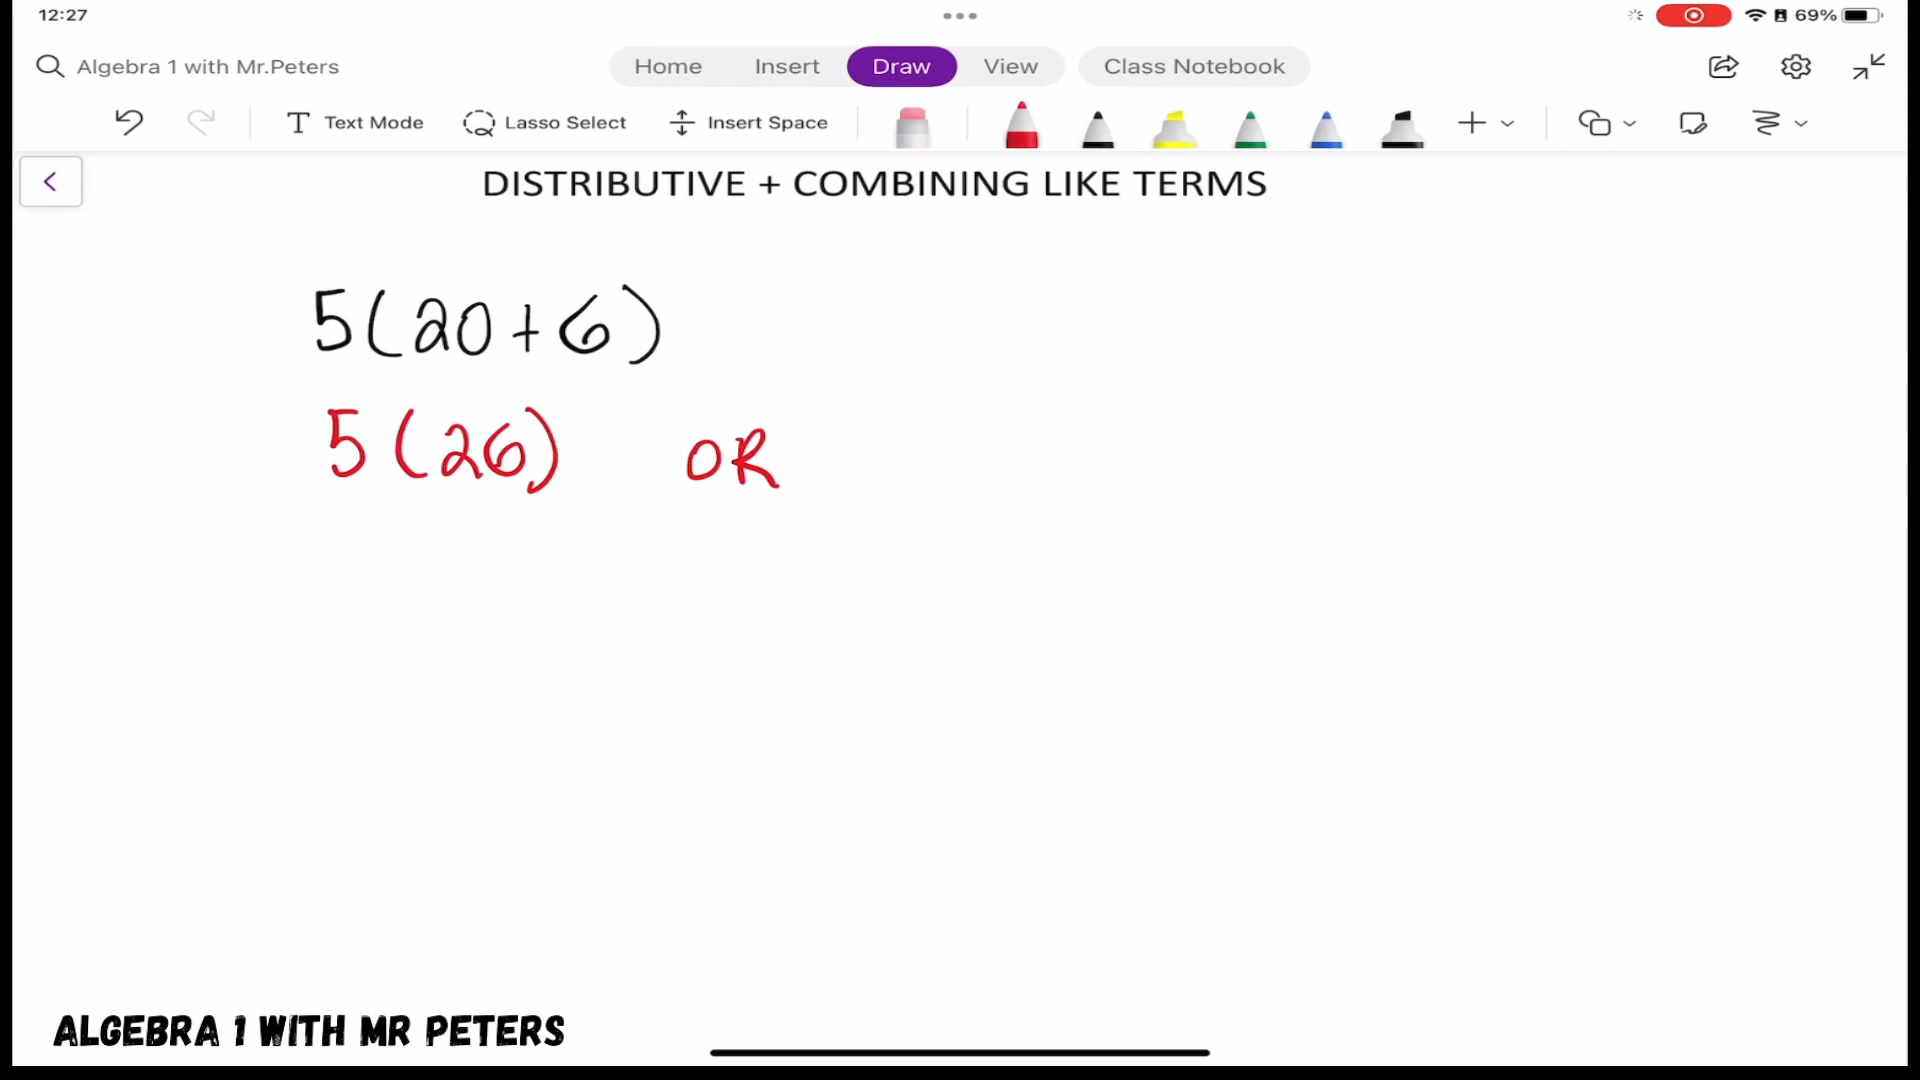 12:27
69%
Algebra 1 with Mr.Peters
Home Insert Draw View Class Notebook
Text Mode Lasso Select Insert Space
DISTRIBUTIVE + COMBINING LIKE TERMS
5(20+6)
5(26) OR
ALGEBRA 1 WITH MR PETERS